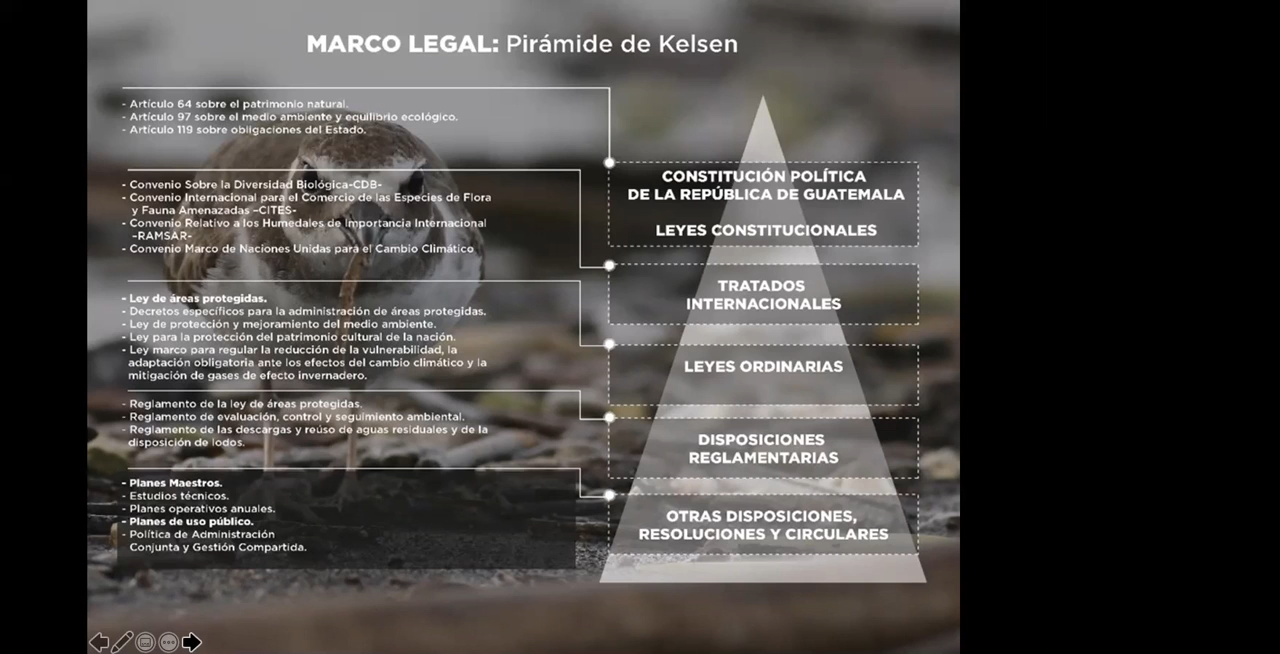 MARCO LEGAL: Pirámide de Kelsen
- Artículo 64 sobre el patrimonio natural.
- Artículo 97 sobre el medio ambiente y equilibrio ecológico.
- Artículo 119 sobre obligaciones del Estado.
CONSTITUCIÓN POLÍTICA
DE LA REPÚBLICA DE GUATEMALA
LEYES CONSTITUCIONALES
- Convenio Sobre la Diversidad Biológica-CDB-
- Convenio Internacional para el Comercio de las Especies de Flora
y Fauna Amenazadas –CITES-
- Convenio Relativo a los Humedales de Importancia Internacional
–RAMSAR-
- Convenio Marco de Naciones Unidas para el Cambio Climático
TRATADOS
INTERNACIONALES
- Ley de áreas protegidas.
- Decretos específicos para la administración de áreas protegidas.
- Ley de protección y mejoramiento del medio ambiente.
- Ley para la protección del patrimonio cultural de la nación.
- Ley marco para regular la reducción de la vulnerabilidad, la
adaptación obligatoria ante los efectos del cambio climático y la
mitigación de gases de efecto invernadero.
LEYES ORDINARIAS
- Reglamento de la ley de áreas protegidas.
- Reglamento de evaluación, control y seguimiento ambiental.
- Reglamento de las descargas y reúso de aguas residuales y de la
disposición de lodos.
DISPOSICIONES
REGLAMENTARIAS
- Planes Maestros.
- Estudios técnicos.
- Planes operativos anuales.
- Planes de uso público.
- Política de Administración
Conjunta y Gestión Compartida.
OTRAS DISPOSICIONES,
RESOLUCIONES Y CIRCULARES